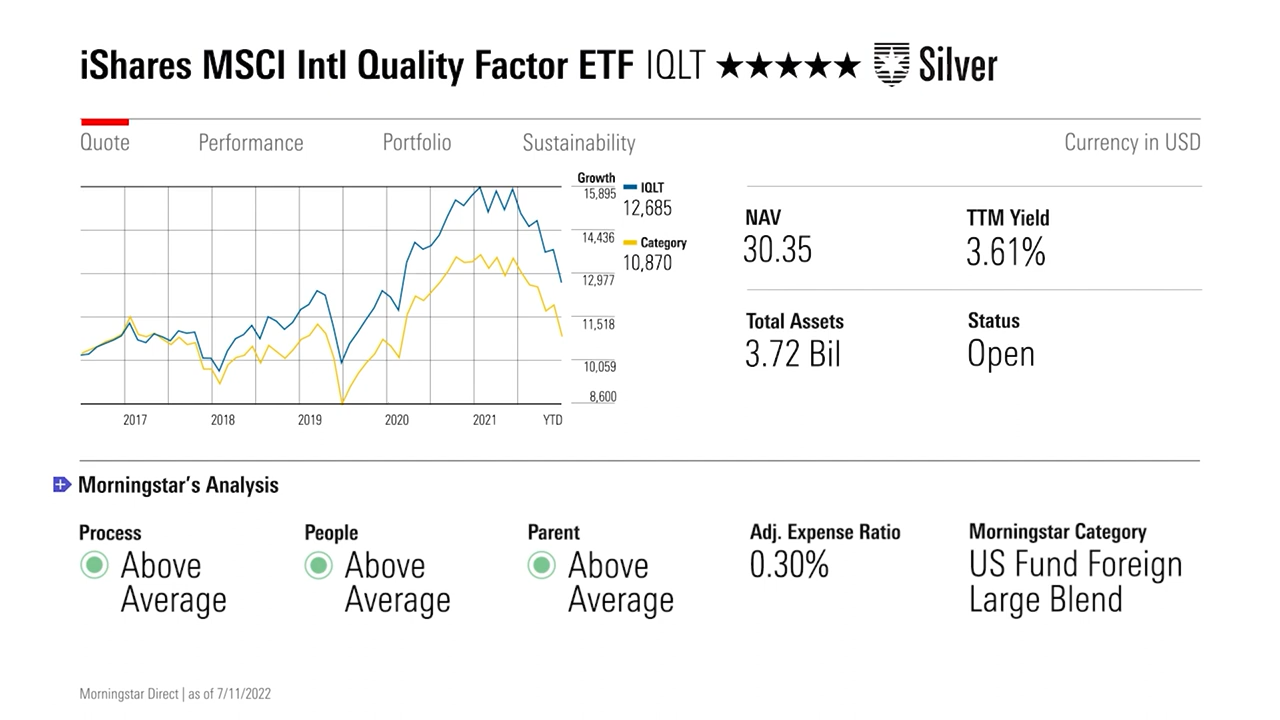 iShares MSCI Intl Quality Factor ETF IQLT ★★★★★ Silver
Quote Performance Portfolio Sustainability Currency in USD
Growth
15,895
14,436
12,977
11,518
10,059
8,600
IQLT
12,685
Category
10,870
2017 2018 2019 2020 2021 YTD
NAV
30.35
TTM Yield
3.61%
Total Assets
3.72 Bil
Status
Open
Morningstar's Analysis
Process
Above
Average
People
Above
Average
Parent
Above
Average
Adj. Expense Ratio
0.30%
Morningstar Category
US Fund Foreign
Large Blend
Morningstar Direct | as of 7/11/2022